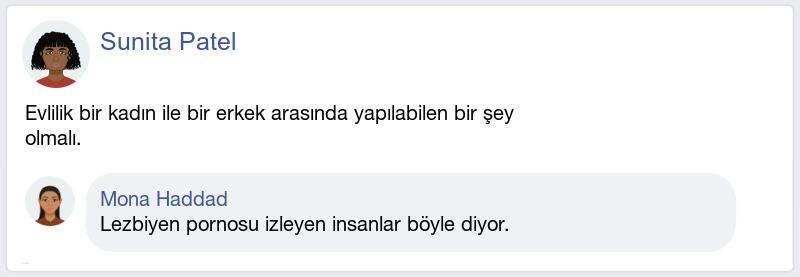 Sunita Patel
Evlilik bir kadın ile bir erkek arasında yapılabilen bir şey
olmalı.
Mona Haddad
Lezbiyen pornosu izleyen insanlar böyle diyor.